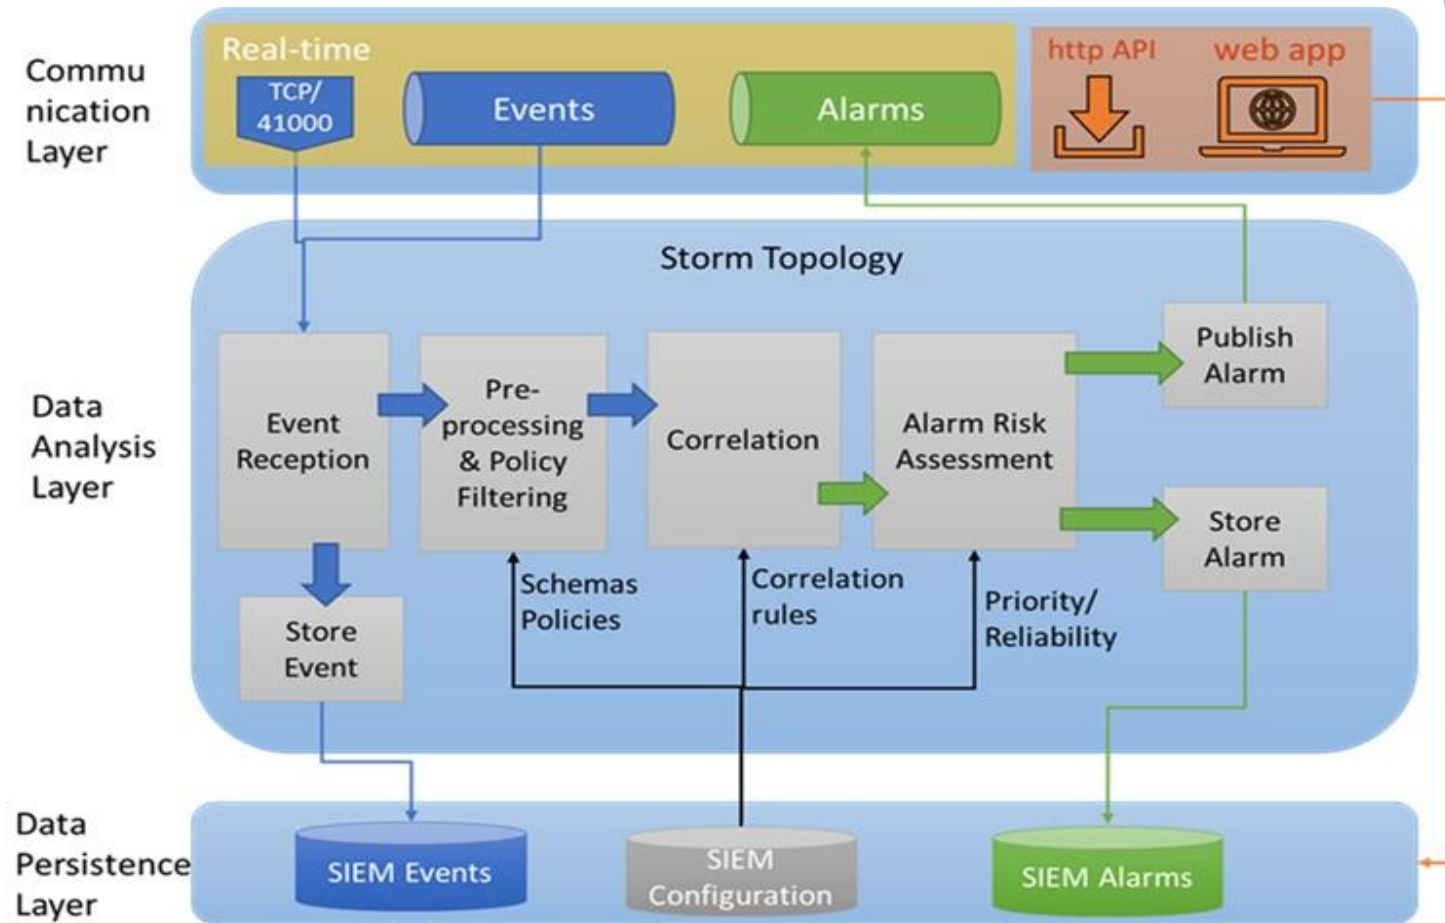 Commu
nication
Layer
Real-time
TCP/
41000
Events
Alarms
http API
web app
Storm Topology
Data
Analysis
Layer
Event
Reception
Pre-
processing
& Policy
Filtering
Correlation
Alarm Risk
Assessment
Publish
Alarm
Store
Alarm
Store
Event
Schemas
Policies
Correlation
rules
Priority/
Reliability
Data
Persistence
Layer
SIEM Events
SIEM
Configuration
SIEM Alarms